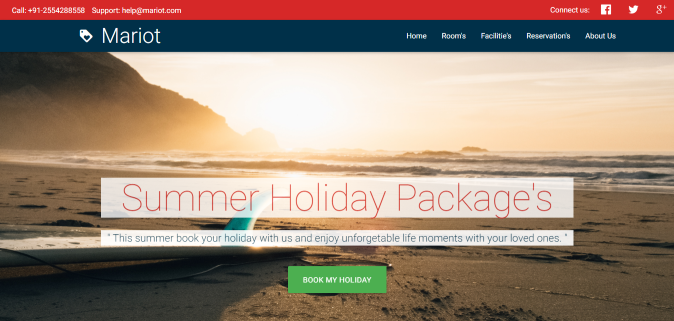 Call: +91-2554288558 Support: help@mariot.com Connect us:
Mariot Home Room's Facilitie's Reservation's About Us
Summer Holiday Package's
" This summer book your holiday with us and enjoy unforgetable life moments with your loved ones. "
BOOK MY HOLIDAY